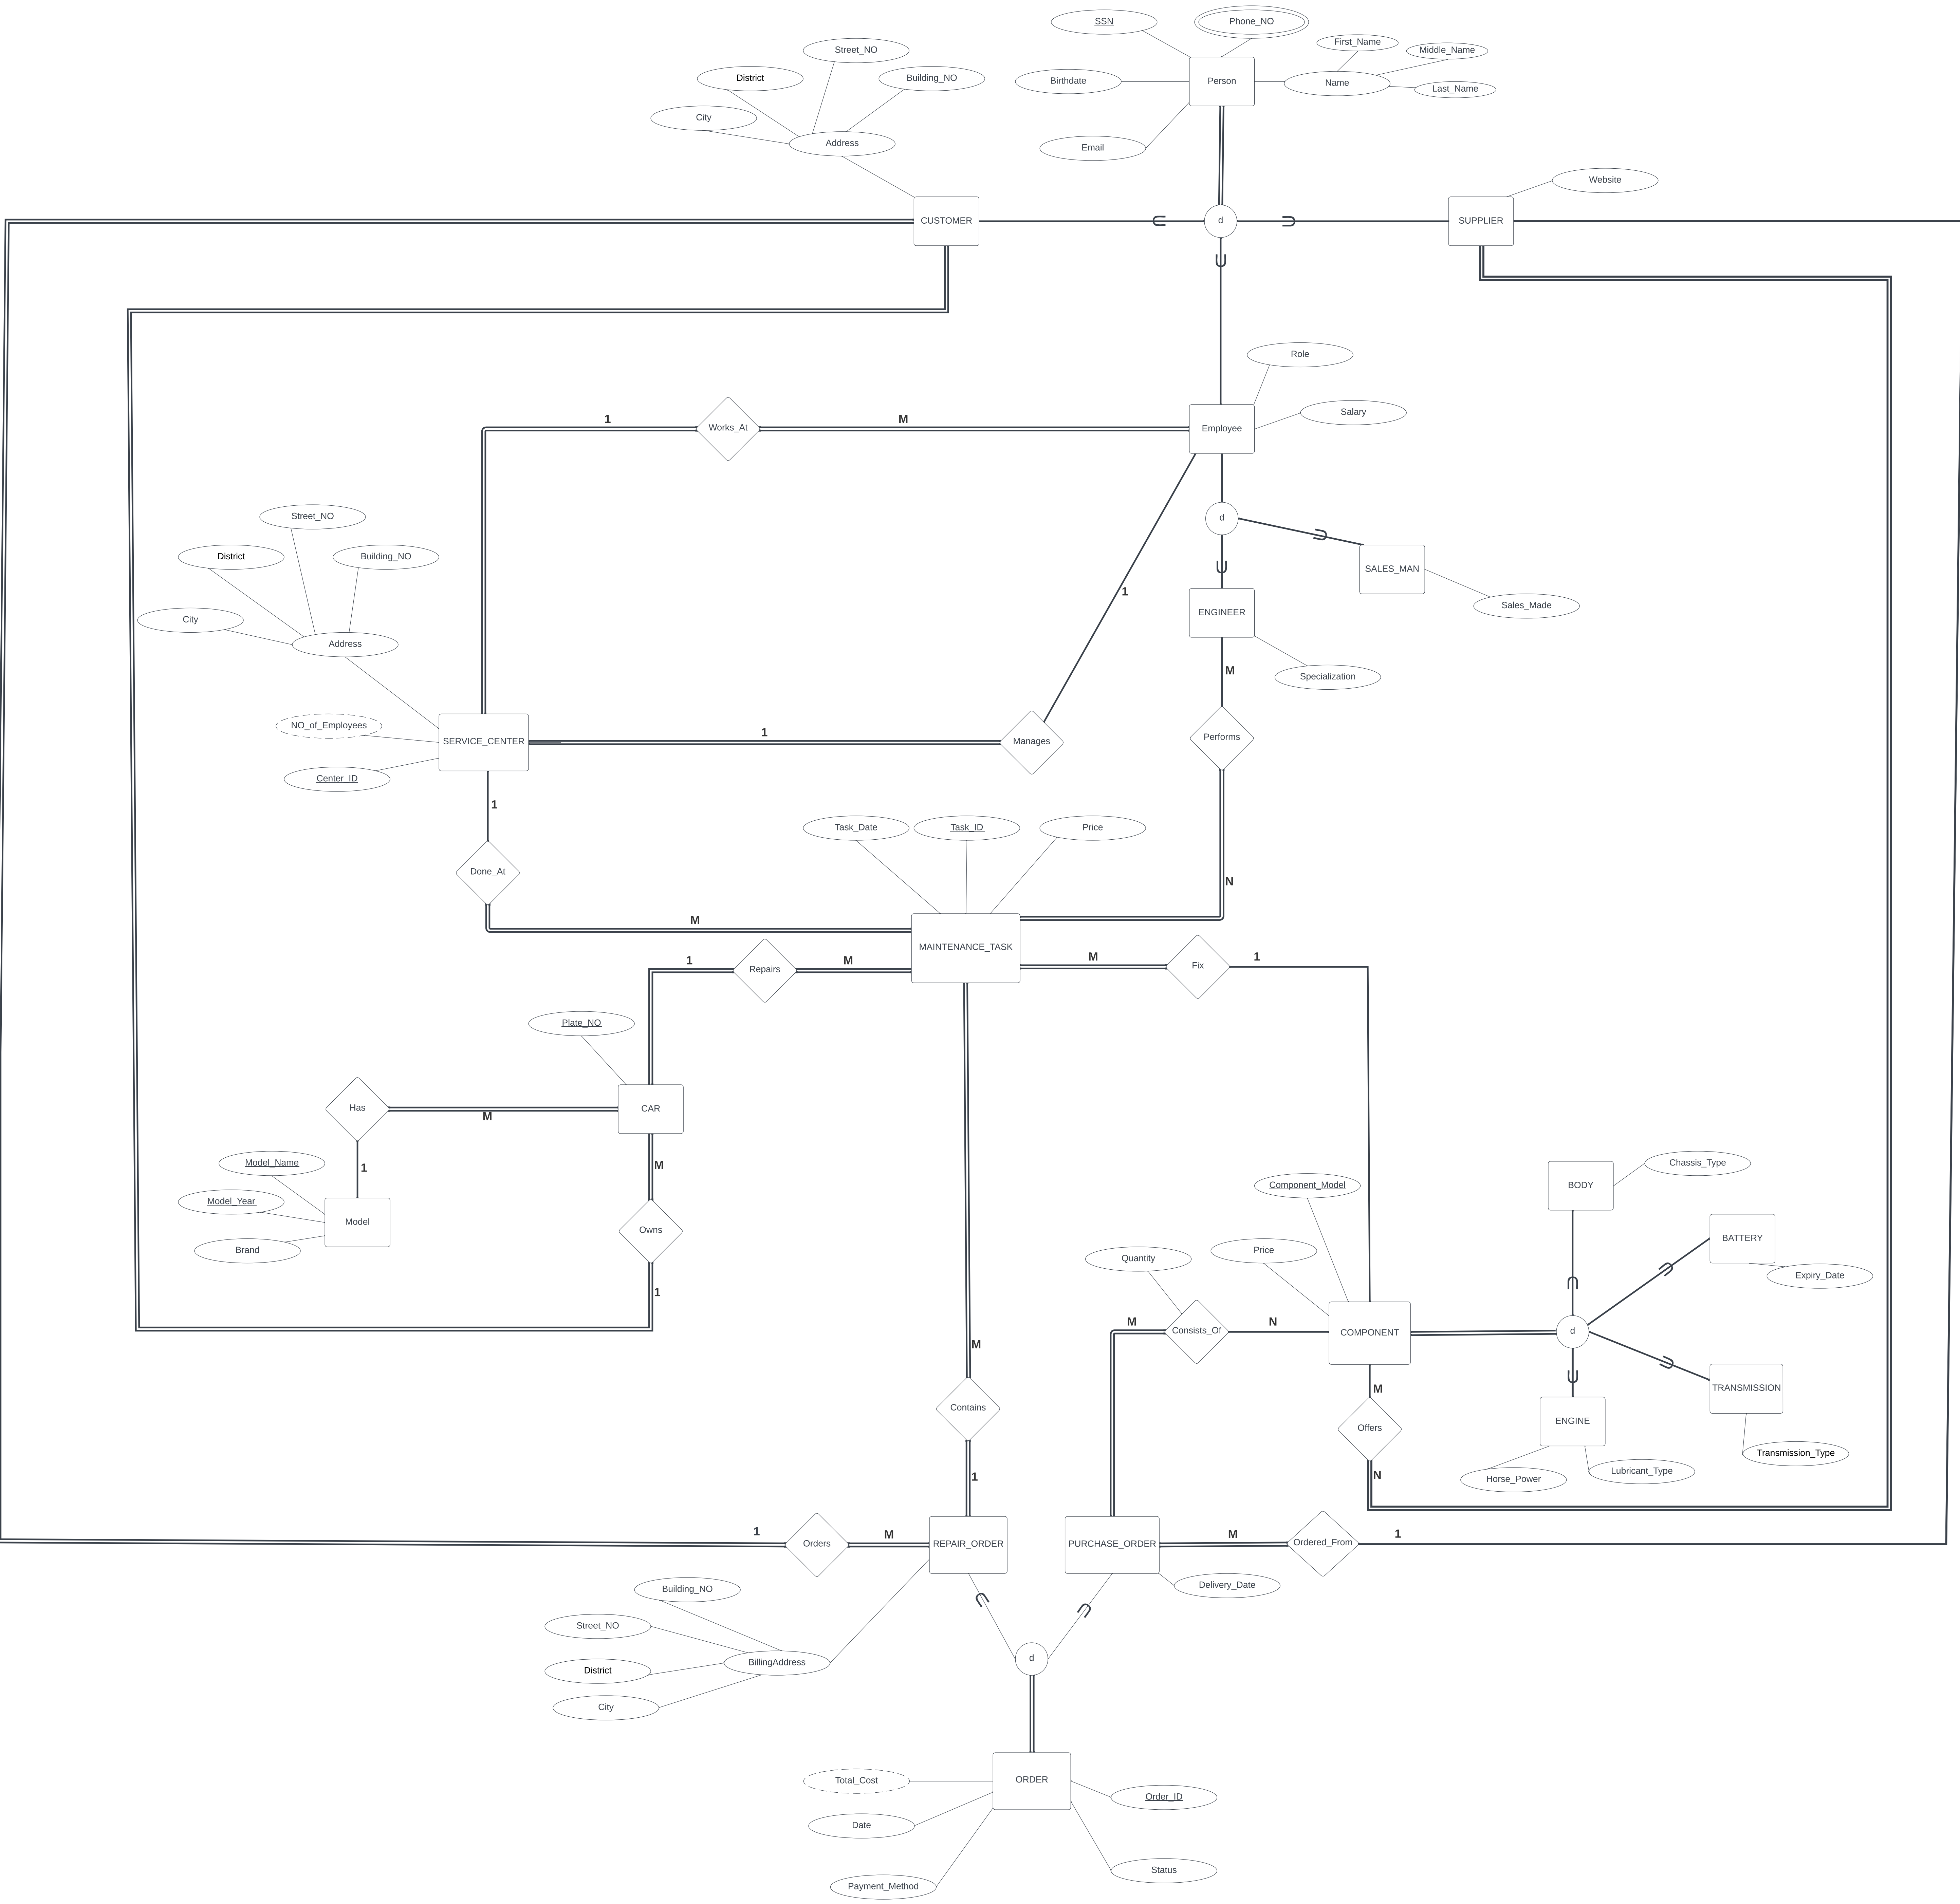 SSN
Phone_NO
First_Name
Middle_Name
Street_NO
District
Building_NO
Birthdate
Person
Name
Last_Name
City
Address
Email
Website
CUSTOMER
d
SUPPLIER
Role
Salary
1
M
Works_At
Employee
Street_NO
d
District
Building_NO
SALES_MAN
1
Sales_Made
City
ENGINEER
Address
M
Specialization
NO_of_Employees
1
SERVICE_CENTER
Manages
Performs
Center_ID
1
Task_Date
Task_ID
Price
Done_At
N
M
MAINTENANCE_TASK
1
M
M
1
Repairs
Fix
Plate_NO
Has
CAR
M
Model_Name
1
M
Chassis_Type
Component_Model
BODY
Model_Year
Model
Owns
BATTERY
Brand
Quantity
Price
Expiry_Date
1
M
N
Consists_Of
COMPONENT
d
M
M
TRANSMISSION
Contains
Offers
ENGINE
Transmission_Type
1
N
Horse_Power
Lubricant_Type
1
M
M
1
Orders
REPAIR_ORDER
PURCHASE_ORDER
Ordered_From
Building_NO
Delivery_Date
Street_NO
BillingAddress
d
District
City
Total_Cost
ORDER
Order_ID
Date
Status
Payment_Method